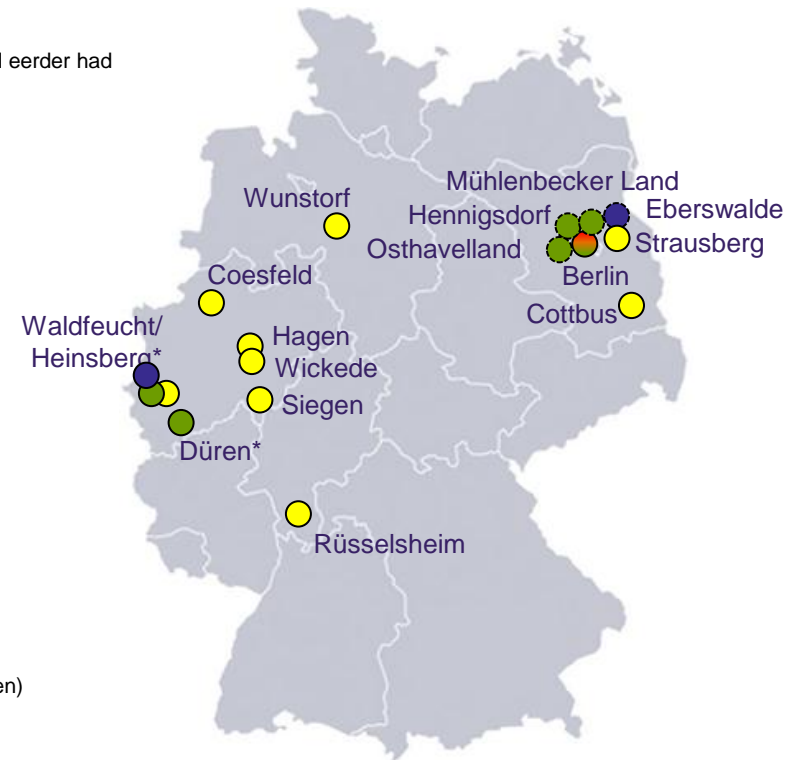 eerder had
Mühlenbecker Land
Wunstorf
Hennigsdorf
Eberswalde
Osthavelland
Strausberg
Berlin
Coesfeld
Cottbus
Waldfeucht/
Heinsberg*
Hagen
Wickede
Siegen
Düren*
Rüsselsheim
en)